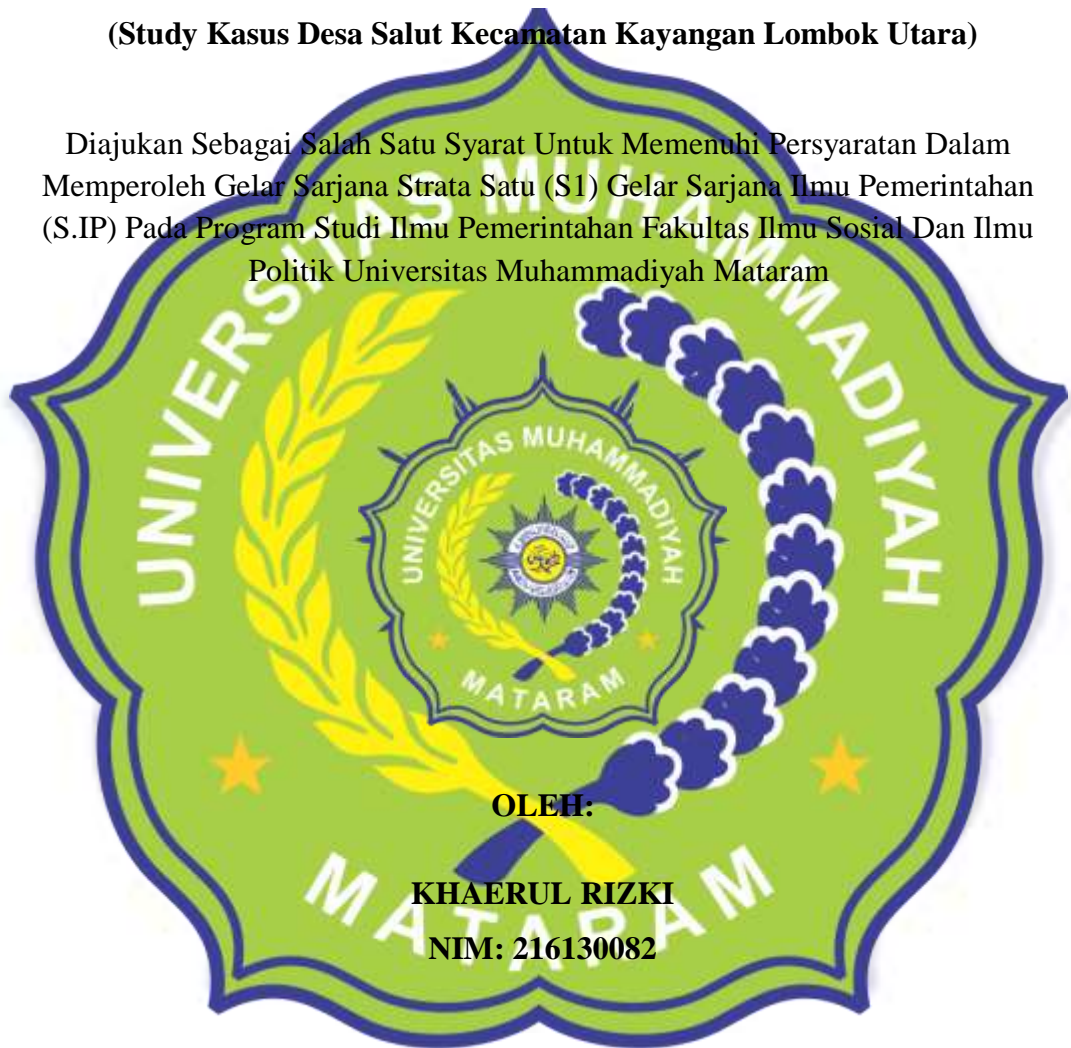 (Study Kasus Desa Salut Kecamatan Kayangan Lombok Utara)
Diajukan Sebagai Salah Satu Syarat Untuk Memenuhi Persyaratan Dalam
Memperoleh Gelar Sarjana Strata Satu (S1) Gelar Sarjana Ilmu Pemerintahan
(S.IP) Pada Program Studi Ilmu Pemerintahan Fakultas Ilmu Sosial Dan Ilmu
Politik Universitas Muhammadiyah Mataram
UNIVERSITAS MUHAMMADIYAH
UNIVERSITAS MUHAMMADIYAH
MATARAM
OLEH:
KHAERUL RIZKI
NIM: 216130082
MATARAM